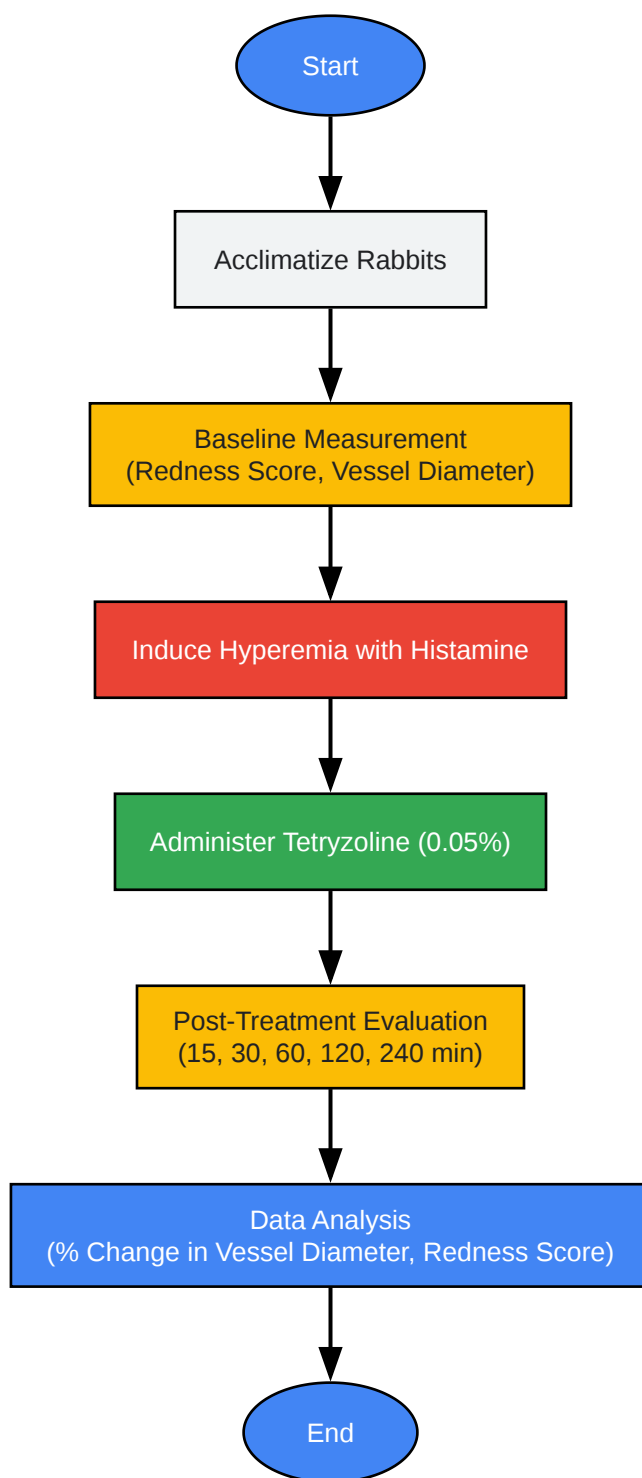 Start
Acclimatize Rabbits
Baseline Measurement
(Redness Score, Vessel Diameter)
Induce Hyperemia with Histamine
Administer Tetryzoline (0.05%)
Post-Treatment Evaluation
(15, 30, 60, 120, 240 min)
Data Analysis
(% Change in Vessel Diameter, Redness Score)
End